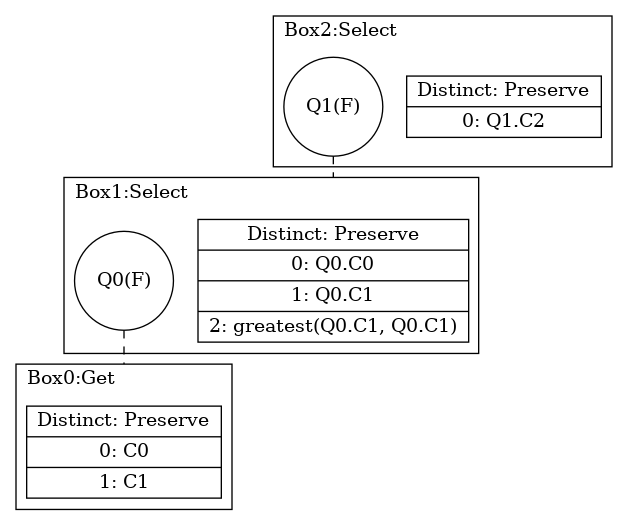 Box2:Select
Q1(F)
Distinct: Preserve
0: Q1.C2
Box1:Select
Q0(F)
Distinct: Preserve
0: Q0.C0
1: Q0.C1
2: greatest(Q0.C1, Q0.C1)
Box0:Get
Distinct: Preserve
0: C0
1: C1